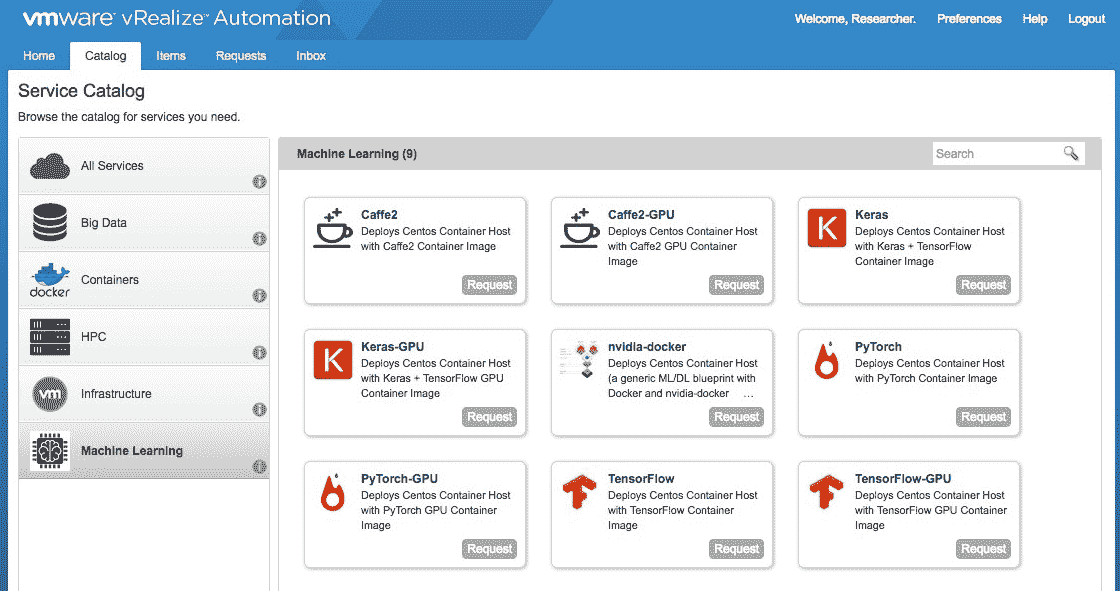 vmware vRealize™ Automation
Welcome, Researcher. Preferences Help Logout
Home Catalog Items Requests Inbox
Service Catalog
Browse the catalog for services you need.
All Services
Big Data
docker
Containers
HPC
vm
Infrastructure
Machine Learning
Machine Learning (9)
Search
Caffe2
Deploys Centos Container Host
with Caffe2 Container Image
Request
Caffe2-GPU
Deploys Centos Container Host
with Caffe2 GPU Container
Image
Request
K
Keras
Deploys Centos Container Host
with Keras + TensorFlow
Container Image
Request
K
Keras-GPU
Deploys Centos Container Host
with Keras + TensorFlow GPU
Container Image
Request
nvidia-docker
Deploys Centos Container Host
(a generic ML/DL blueprint with
Docker and nvidia-docker ...
Request
PyTorch
Deploys Centos Container Host
with PyTorch Container Image
Request
PyTorch-GPU
Deploys Centos Container Host
with PyTorch GPU Container
Image
Request
TensorFlow
Deploys Centos Container Host
with TensorFlow Container
Image
Request
TensorFlow-GPU
Deploys Centos Container Host
with TensorFlow GPU Container
Image
Request